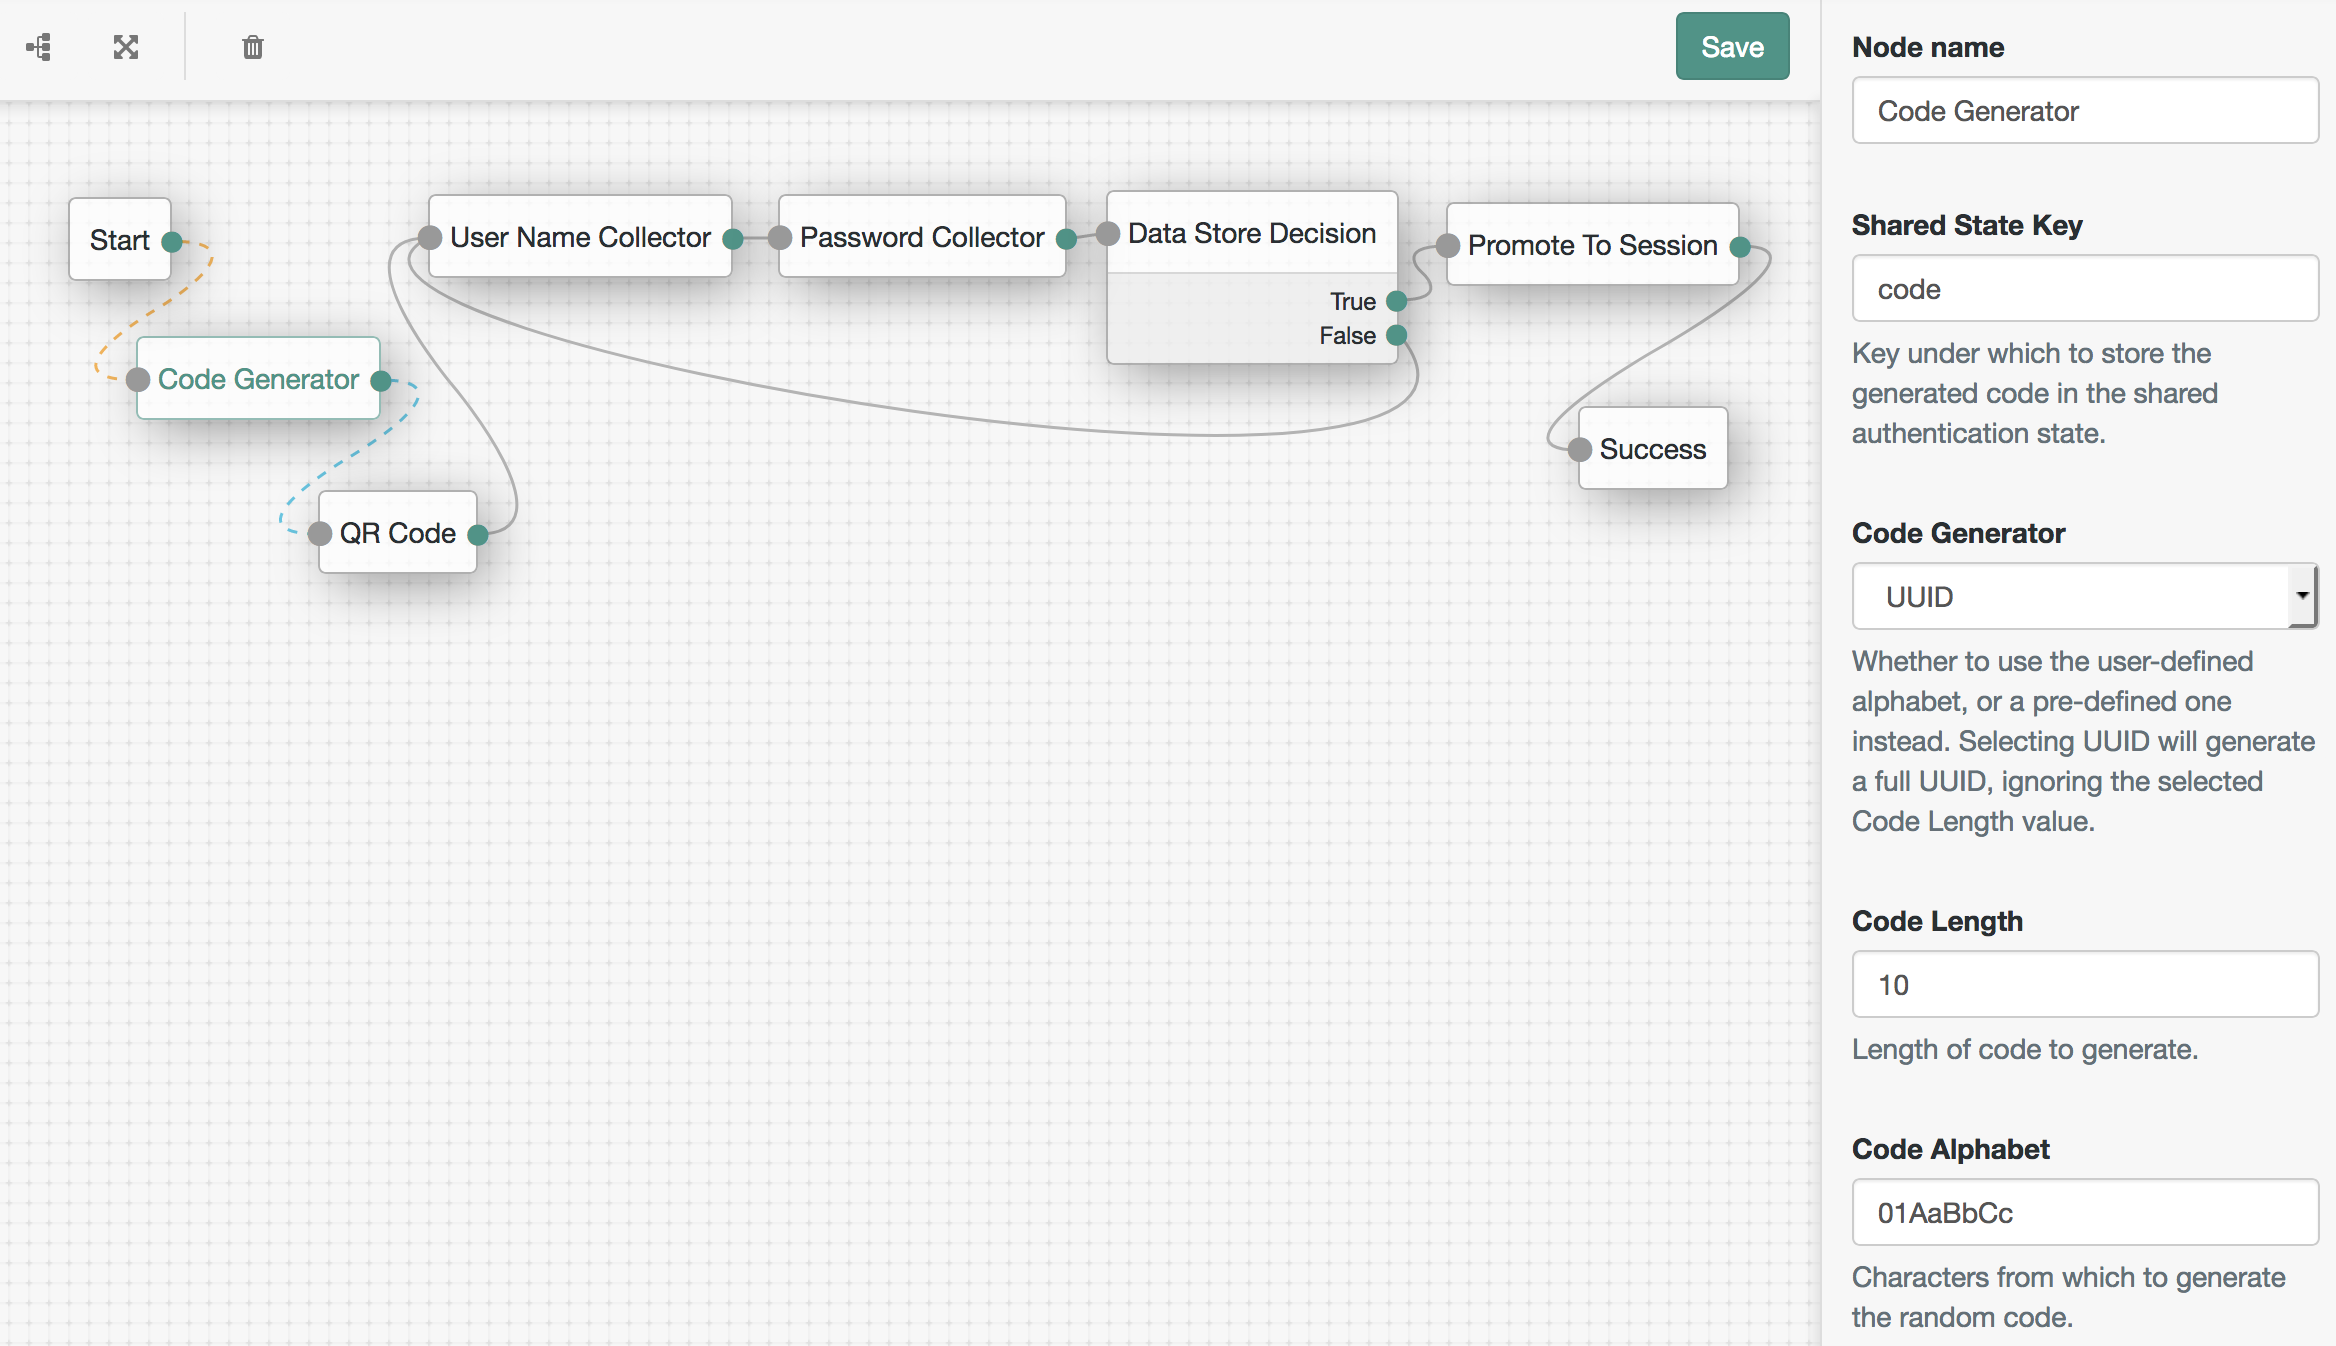 Save
Start
User Name Collector
Password Collector
Data Store Decision
True
False
Promote To Session
Code Generator
Success
QR Code
Node name
Code Generator
Shared State Key
code
Key under which to store the
generated code in the shared
authentication state.
Code Generator
UUID
Whether to use the user-defined
alphabet, or a pre-defined one
instead. Selecting UUID will generate
a full UUID, ignoring the selected
Code Length value.
Code Length
10
Length of code to generate.
Code Alphabet
01AaBbCc
Characters from which to generate
the random code.